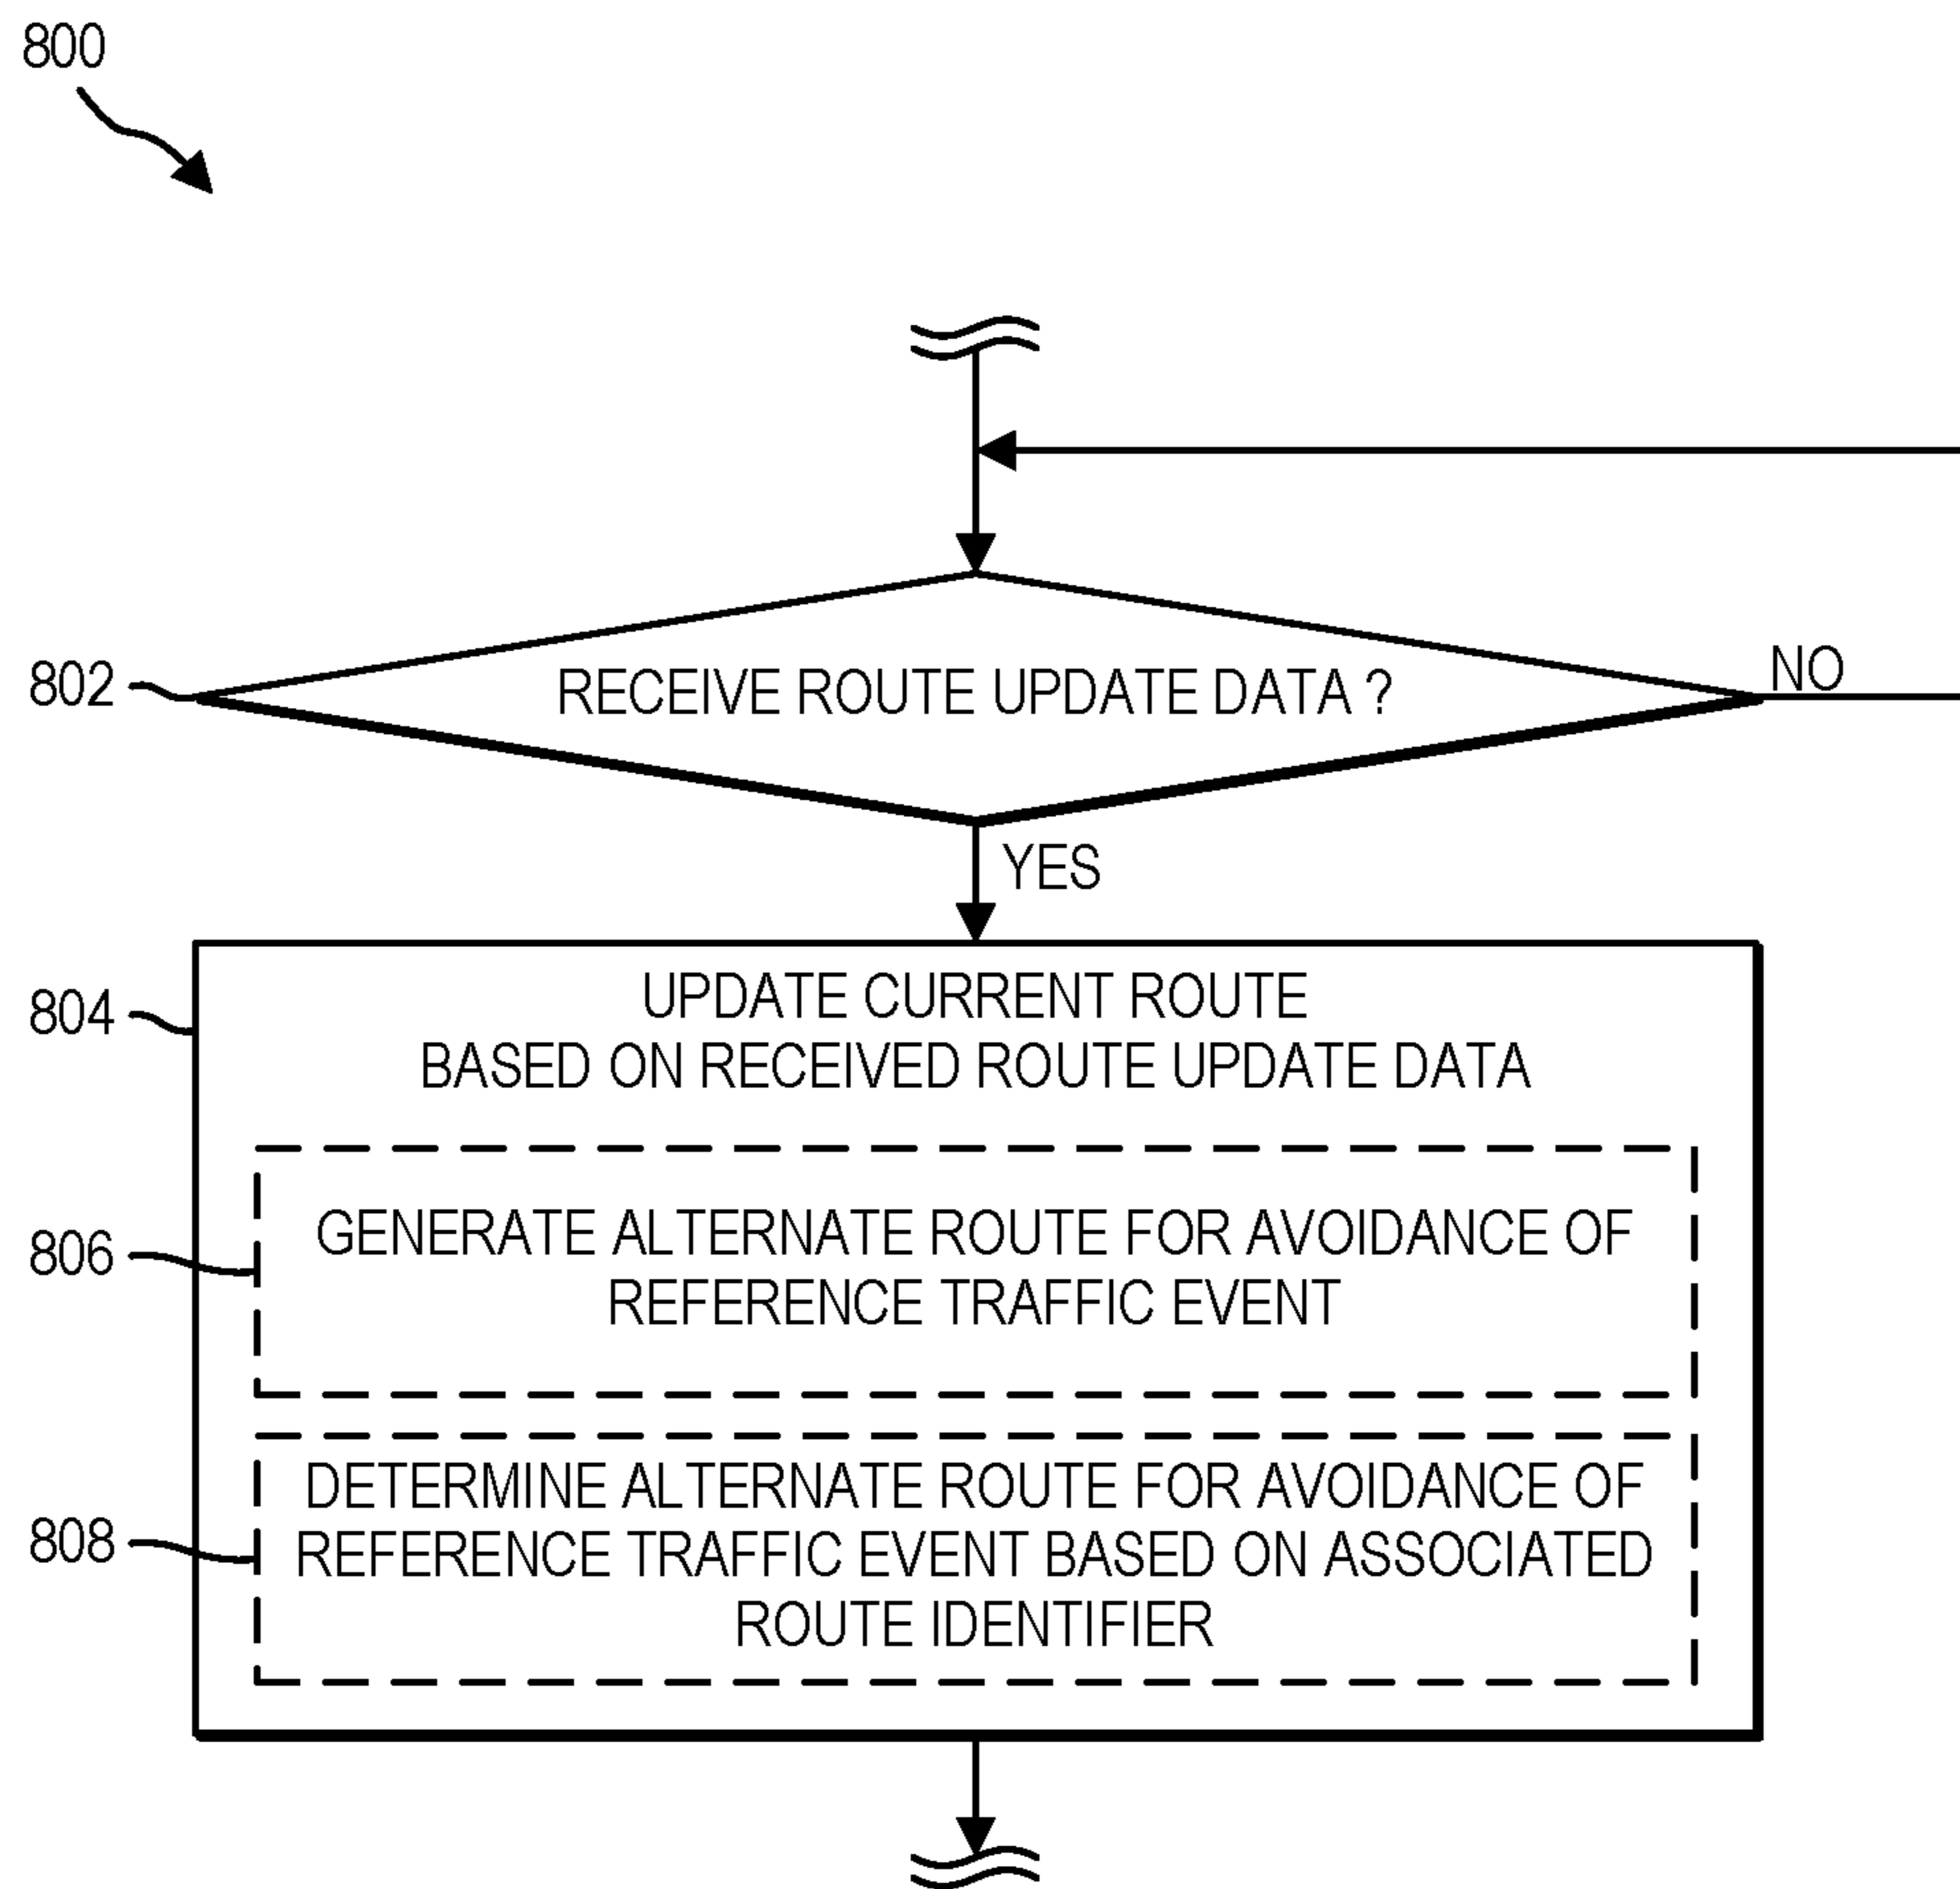 800
802
RECEIVE ROUTE UPDATE DATA ?
NO
YES
804
UPDATE CURRENT ROUTE
BASED ON RECEIVED ROUTE UPDATE DATA
806
GENERATE ALTERNATE ROUTE FOR AVOIDANCE OF
REFERENCE TRAFFIC EVENT
808
DETERMINE ALTERNATE ROUTE FOR AVOIDANCE OF
REFERENCE TRAFFIC EVENT BASED ON ASSOCIATED
ROUTE IDENTIFIER